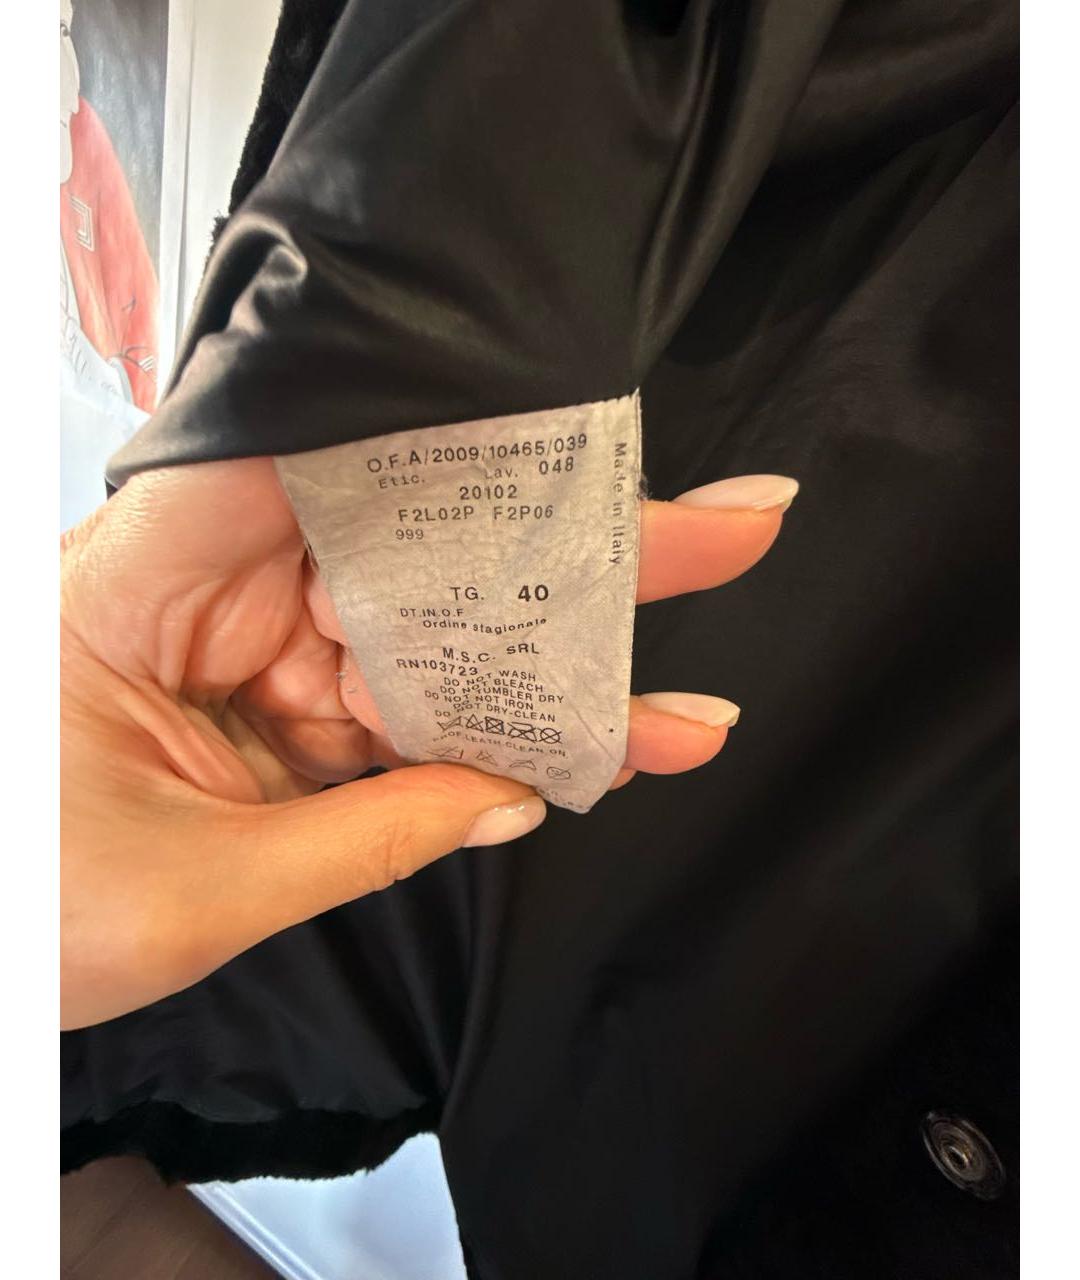 O.F.A/2009/10465/039
Etic. Lav. 048
20102
F2L02P F2P06
999
TG. 40
DT.IN.O.F
Ordine stagionale
M.S.C. SRL
RN103723
DO NOT WASH
DO NOT BLEACH
DO NOT TUMBLER DRY
DO NOT IRON
DO NOT DRY-CLEAN
PROF.LEATH.CLEAN ON
Made in Italy